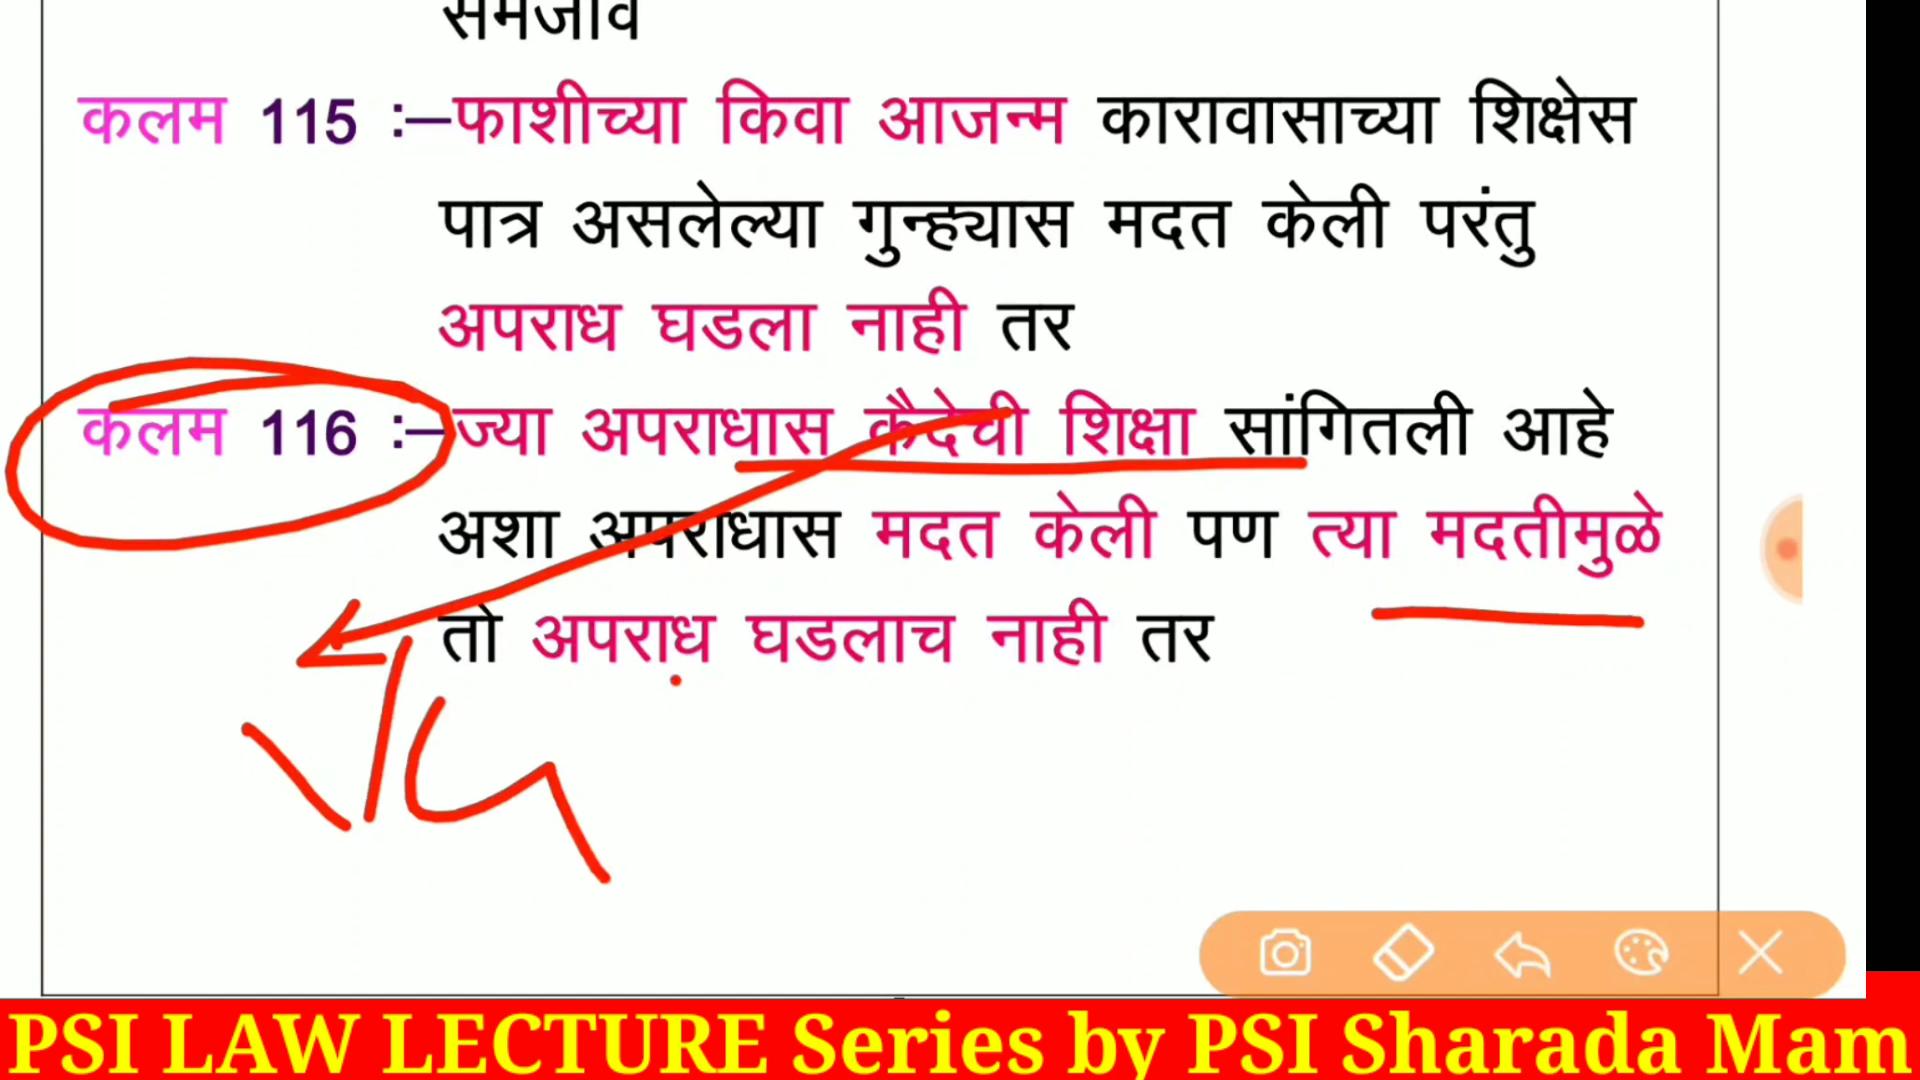 समजावे
कलम 115 :–फाशीच्या किवा आजन्म कारावासाच्या शिक्षेस
पात्र असलेल्या गुन्ह्यास मदत केली परंतु
अपराध घडला नाही तर
कलम 116 :–ज्या अपराधास कैदेची शिक्षा सांगितली आहे
अशा अपराधास मदत केली पण त्या मदतीमुळे
तो अपराध घडलाच नाही तर
PSI LAW LECTURE Series by PSI Sharada Mam